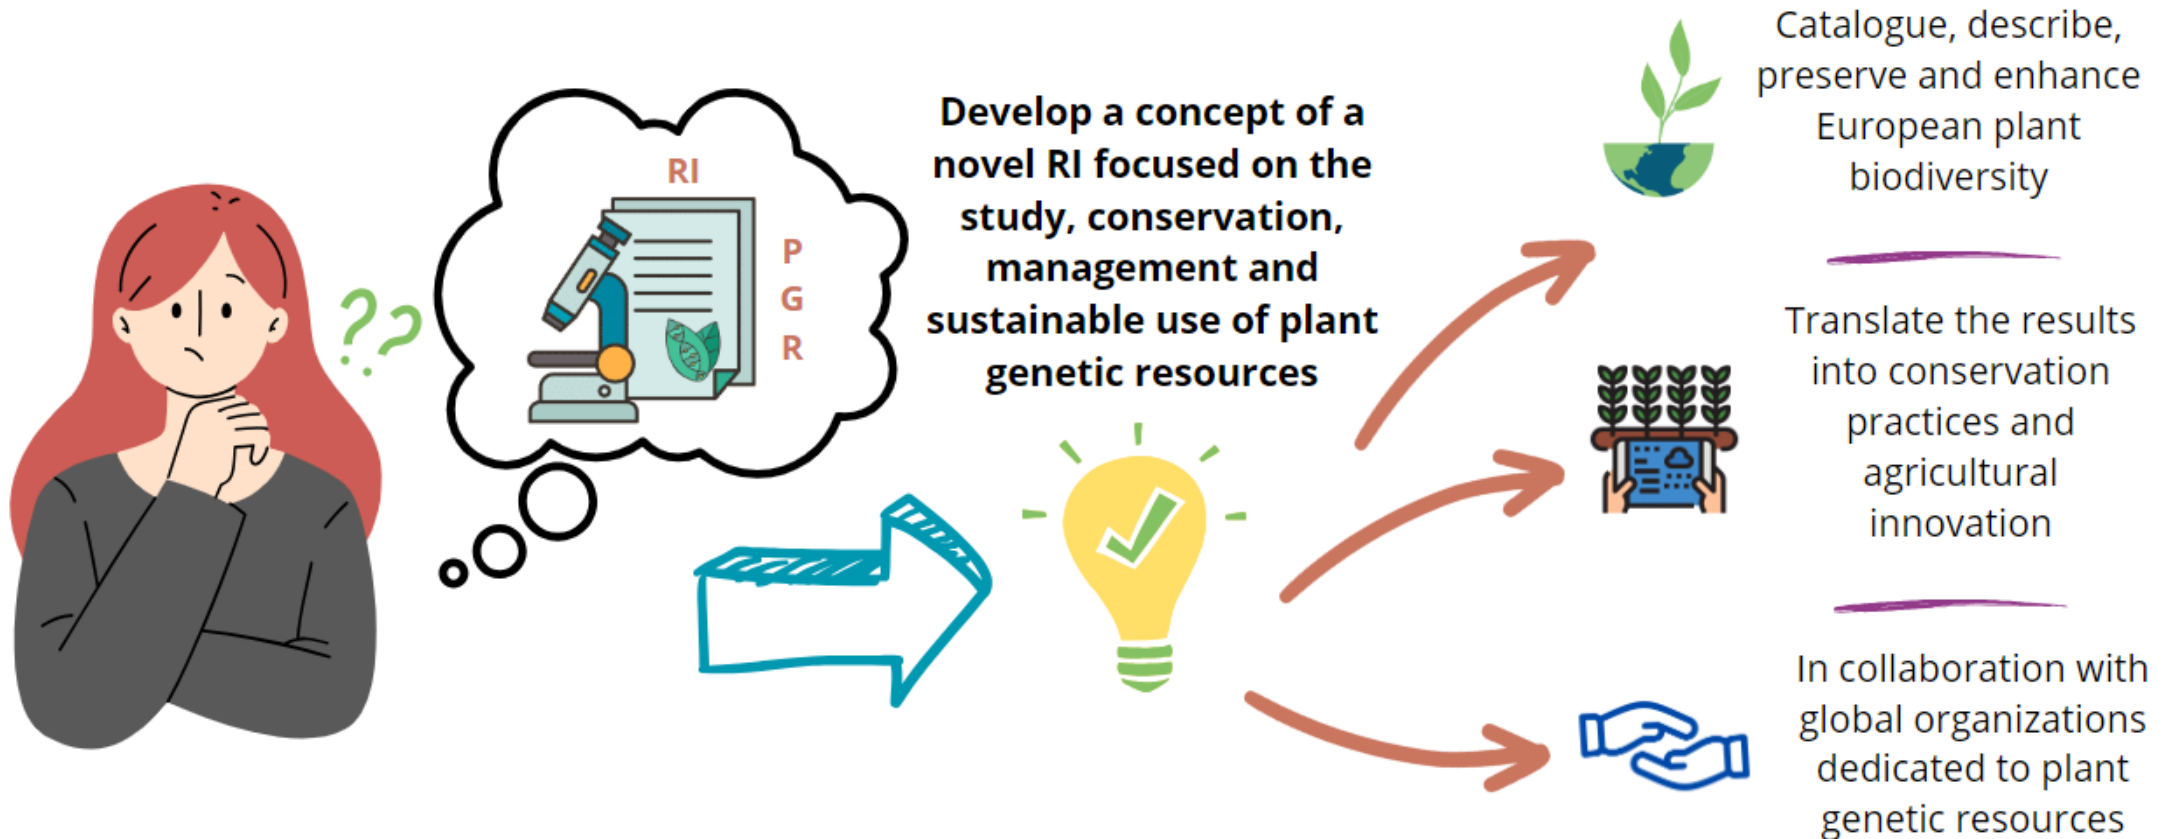 ??
RI
P
G
R
Develop a concept of a
novel RI focused on the
study, conservation,
management and
sustainable use of plant
genetic resources
Catalogue, describe,
preserve and enhance
European plant
biodiversity
Translate the results
into conservation
practices and
agricultural
innovation
In collaboration with
global organizations
dedicated to plant
genetic resources